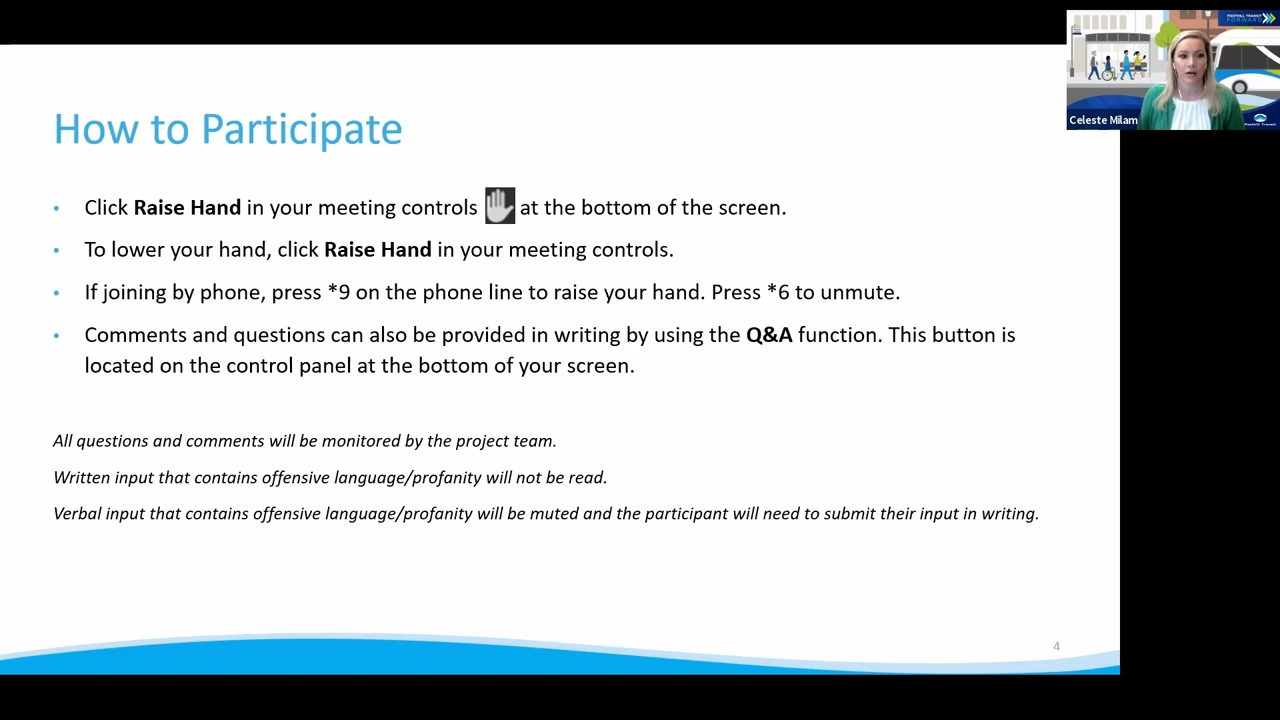 FOOTHILL TRANSIT
FORWARD
Celeste Milam
Foothill Transit
How to Participate
• Click Raise Hand in your meeting controls at the bottom of the screen.
• To lower your hand, click Raise Hand in your meeting controls.
• If joining by phone, press *9 on the phone line to raise your hand. Press *6 to unmute.
• Comments and questions can also be provided in writing by using the Q&A function. This button is
located on the control panel at the bottom of your screen.
All questions and comments will be monitored by the project team.
Written input that contains offensive language/profanity will not be read.
Verbal input that contains offensive language/profanity will be muted and the participant will need to submit their input in writing.
4